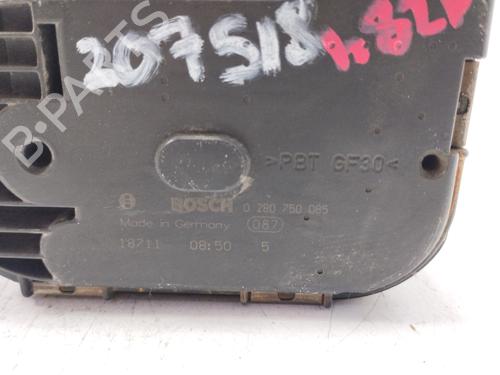 207518
>PBT GF30<
BOSCH 0 280 750 085
Made in Germany 087
18711 08:50 5
B-PARTS